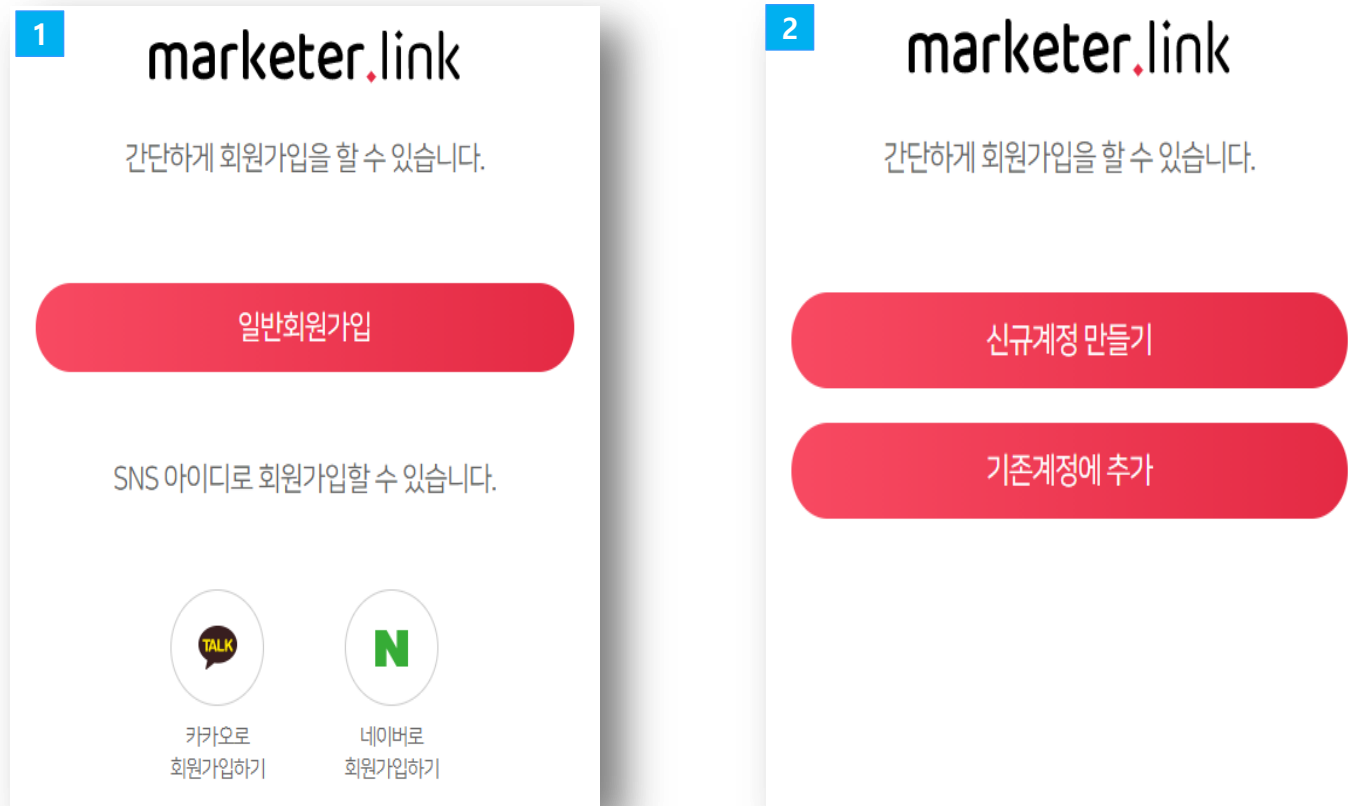 1
marketer.link
간단하게 회원가입을 할 수 있습니다.
일반회원가입
SNS 아이디로 회원가입할 수 있습니다.
TALK
N
카카오로
회원가입하기
네이버로
회원가입하기
2
marketer.link
간단하게 회원가입을 할 수 있습니다.
신규계정 만들기
기존계정에 추가